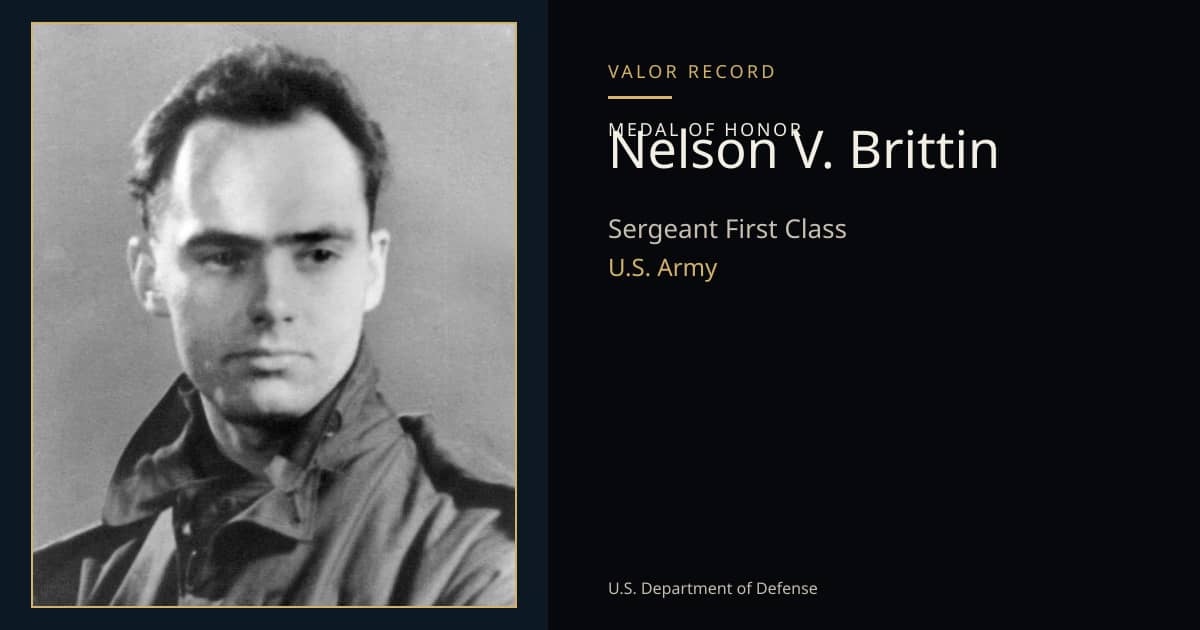 VALOR RECORD
MEDAL OF HONOR
Nelson V. Brittin
Sergeant First Class
U.S. Army
U.S. Department of Defense